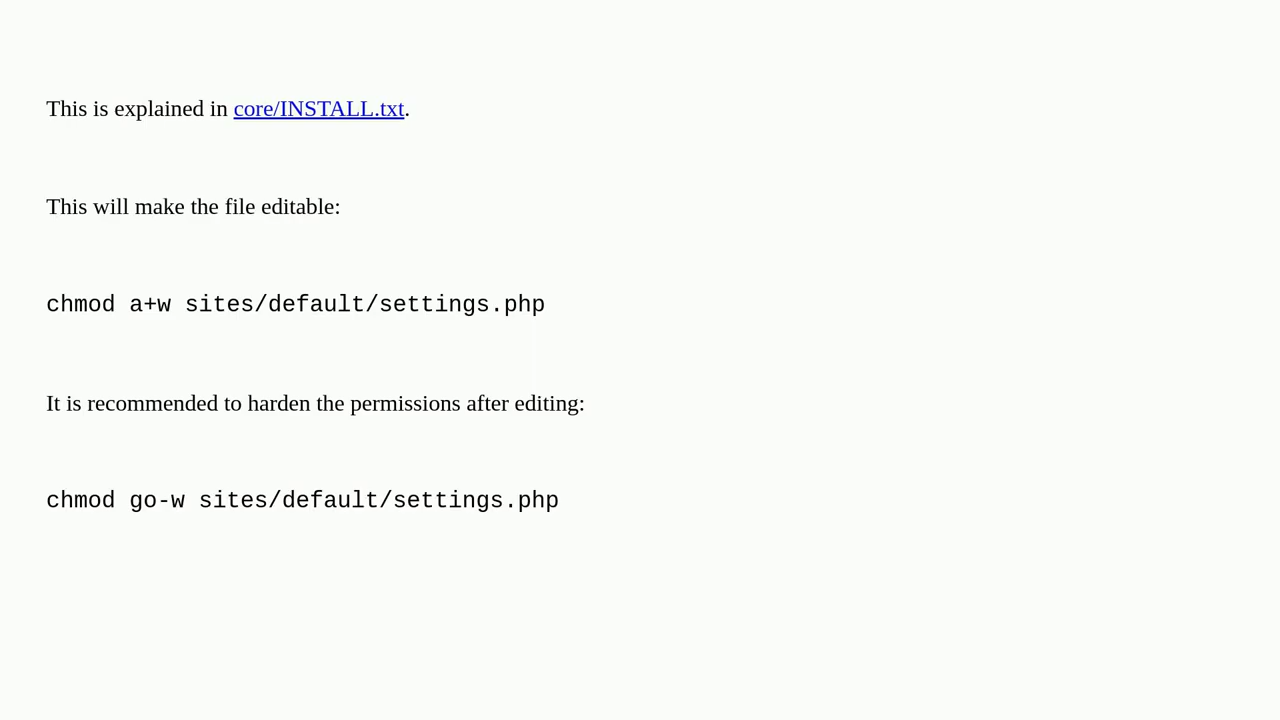 This is explained in core/INSTALL.txt.
This will make the file editable:
chmod a+w sites/default/settings.php
It is recommended to harden the permissions after editing:
chmod go-w sites/default/settings.php